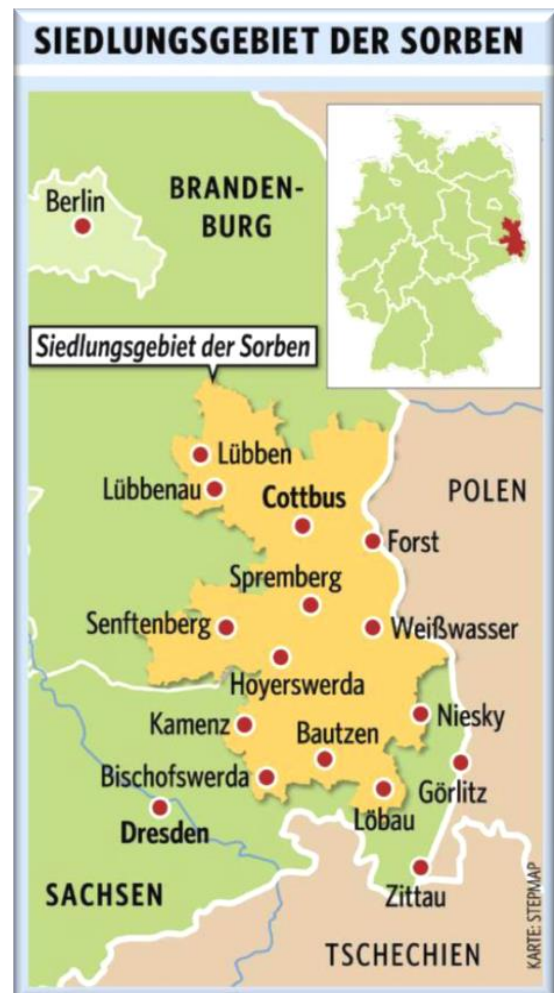 SIEDLUNGSGEBIET DER SORBEN
BRANDEN-
BURG
Berlin
Siedlungsgebiet der Sorben
Lübben
Lübbenau
Cottbus
POLEN
Forst
Spremberg
Senftenberg
Weißwasser
Hoyerswerda
Kamenz
Niesky
Bautzen
Bischofswerda
Görlitz
Löbau
Dresden
Zittau
SACHSEN
TSCHECHIEN
KARTE: STEPMAP